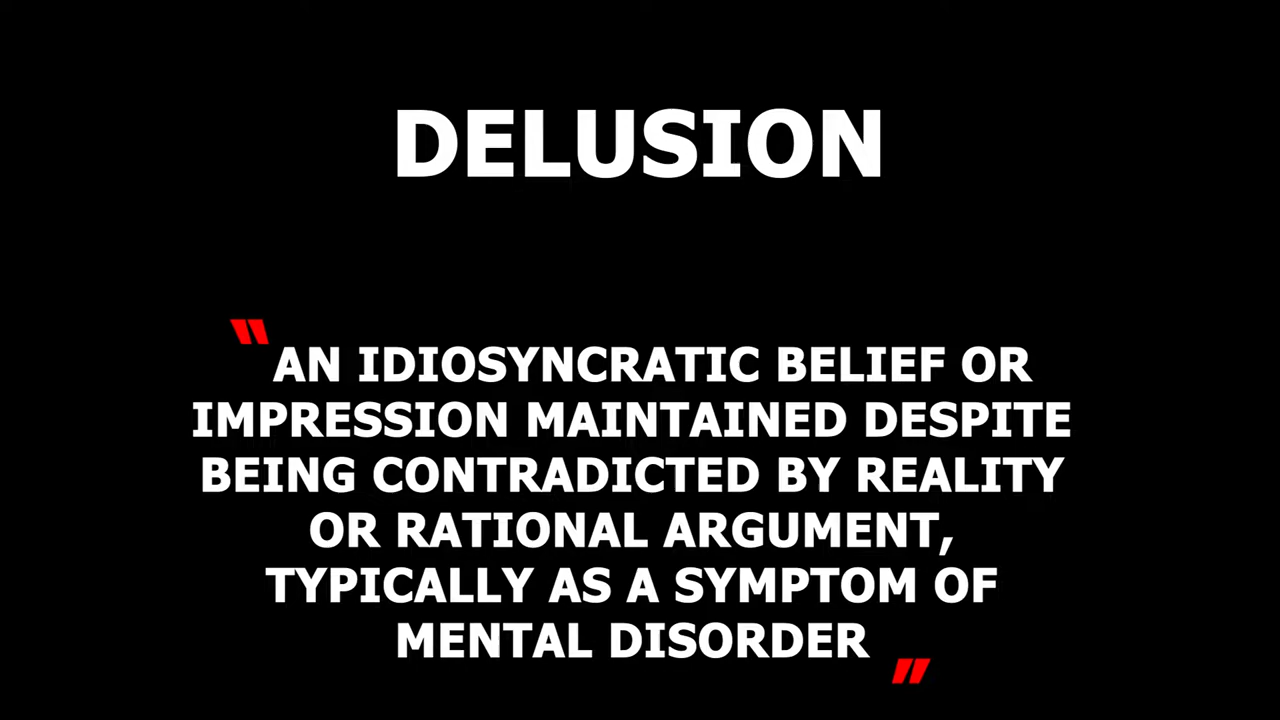 DELUSION
"AN IDIOSYNCRATIC BELIEF OR
IMPRESSION MAINTAINED DESPITE
BEING CONTRADICTED BY REALITY
OR RATIONAL ARGUMENT,
TYPICALLY AS A SYMPTOM OF
MENTAL DISORDER"